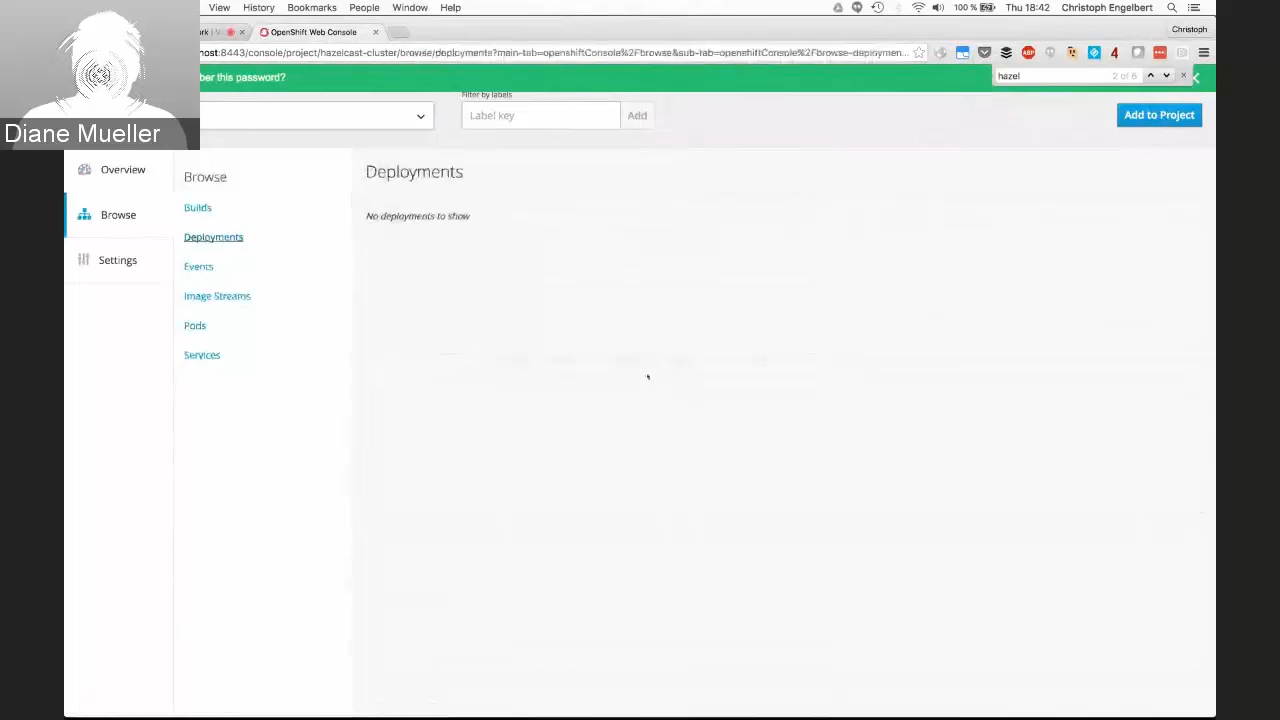 View History Bookmarks People Window Help 100 % Thu 18:42 Christoph Engelbert
OpenShift Web Console Christoph
host:8443/console/project/hazelcast-cluster/browse/deployments?main-tab=openshiftConsole%2Fbrowse&sub-tab=openshiftConsole%2Fbrowse-deploymen... ABP 4
ber this password? hazel 2 of 6
Filter by labels
Label key Add Add to Project
Diane Mueller
Overview
Browse
Settings
Browse
Builds
Deployments
Events
Image Streams
Pods
Services
Deployments
No deployments to show